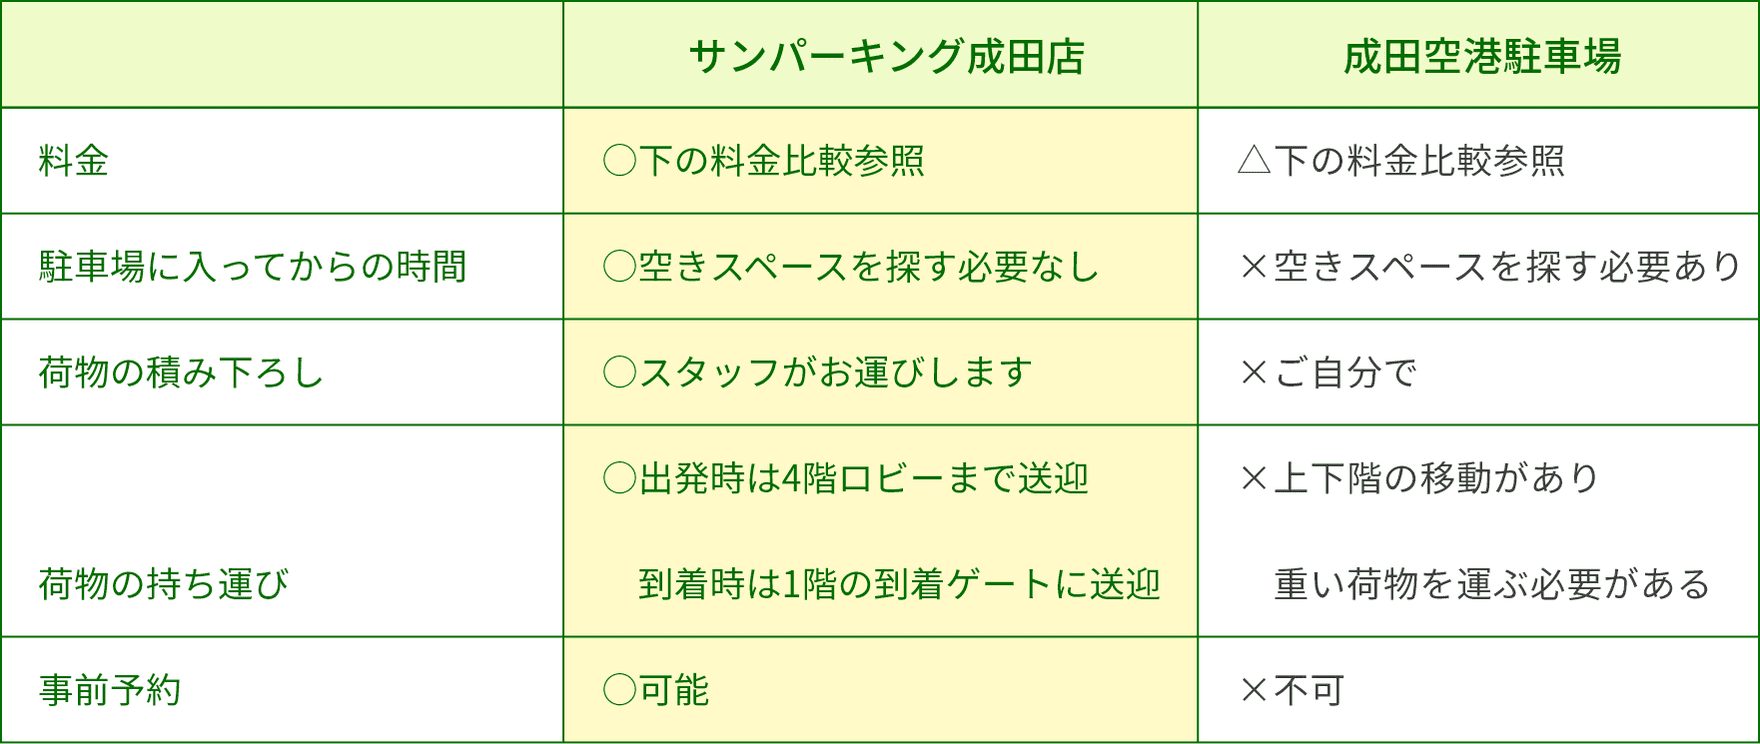 サンパーキング成田店 成田空港駐車場
料金 ○下の料金比較参照 △下の料金比較参照
駐車場に入ってからの時間 ○空きスペースを探す必要なし ×空きスペースを探す必要あり
荷物の積み下ろし ○スタッフがお運びします ×ご自分で
○出発時は4階ロビーまで送迎 ×上下階の移動があり
荷物の持ち運び 到着時は1階の到着ゲートに送迎 重い荷物を運ぶ必要がある
事前予約 ○可能 ×不可